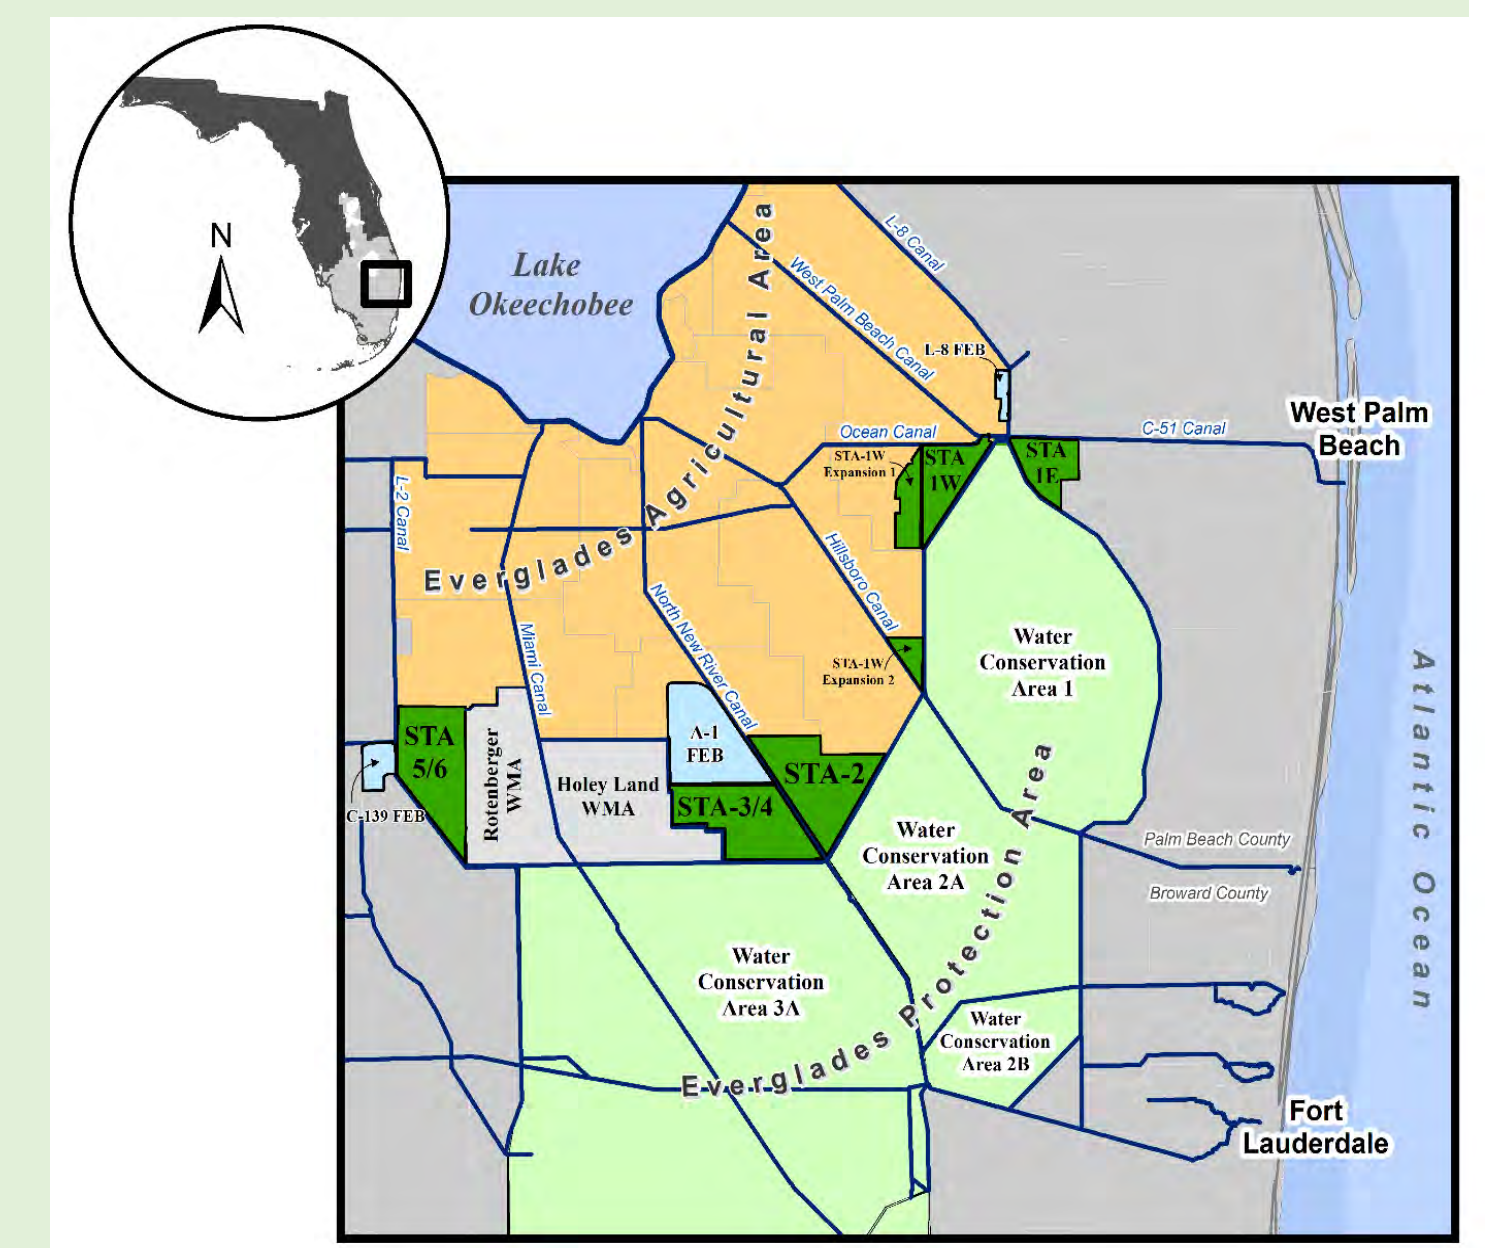 N
Lake
Okeechobee
L-8 Canal
West Palm Beach Canal
L-8 FEB
Everglades Agricultural Area
Ocean Canal
C-51 Canal
West Palm
Beach
STA-1W
Expansion 1
STA
1W
STA
1E
L-2 Canal
Hillsboro Canal
North New River Canal
Miami Canal
STA-1W/
Expansion 2
Water
Conservation
Area 1
STA
5/6
Rotenberger
WMA
A-1
FEB
Holey Land
WMA
STA-2
STA-3/4
C-139 FEB
Water
Conservation
Area 2A
Palm Beach County
Broward County
Atlantic Ocean
Everglades Protection Area
Water
Conservation
Area 3A
Water
Conservation
Area 2B
Fort
Lauderdale